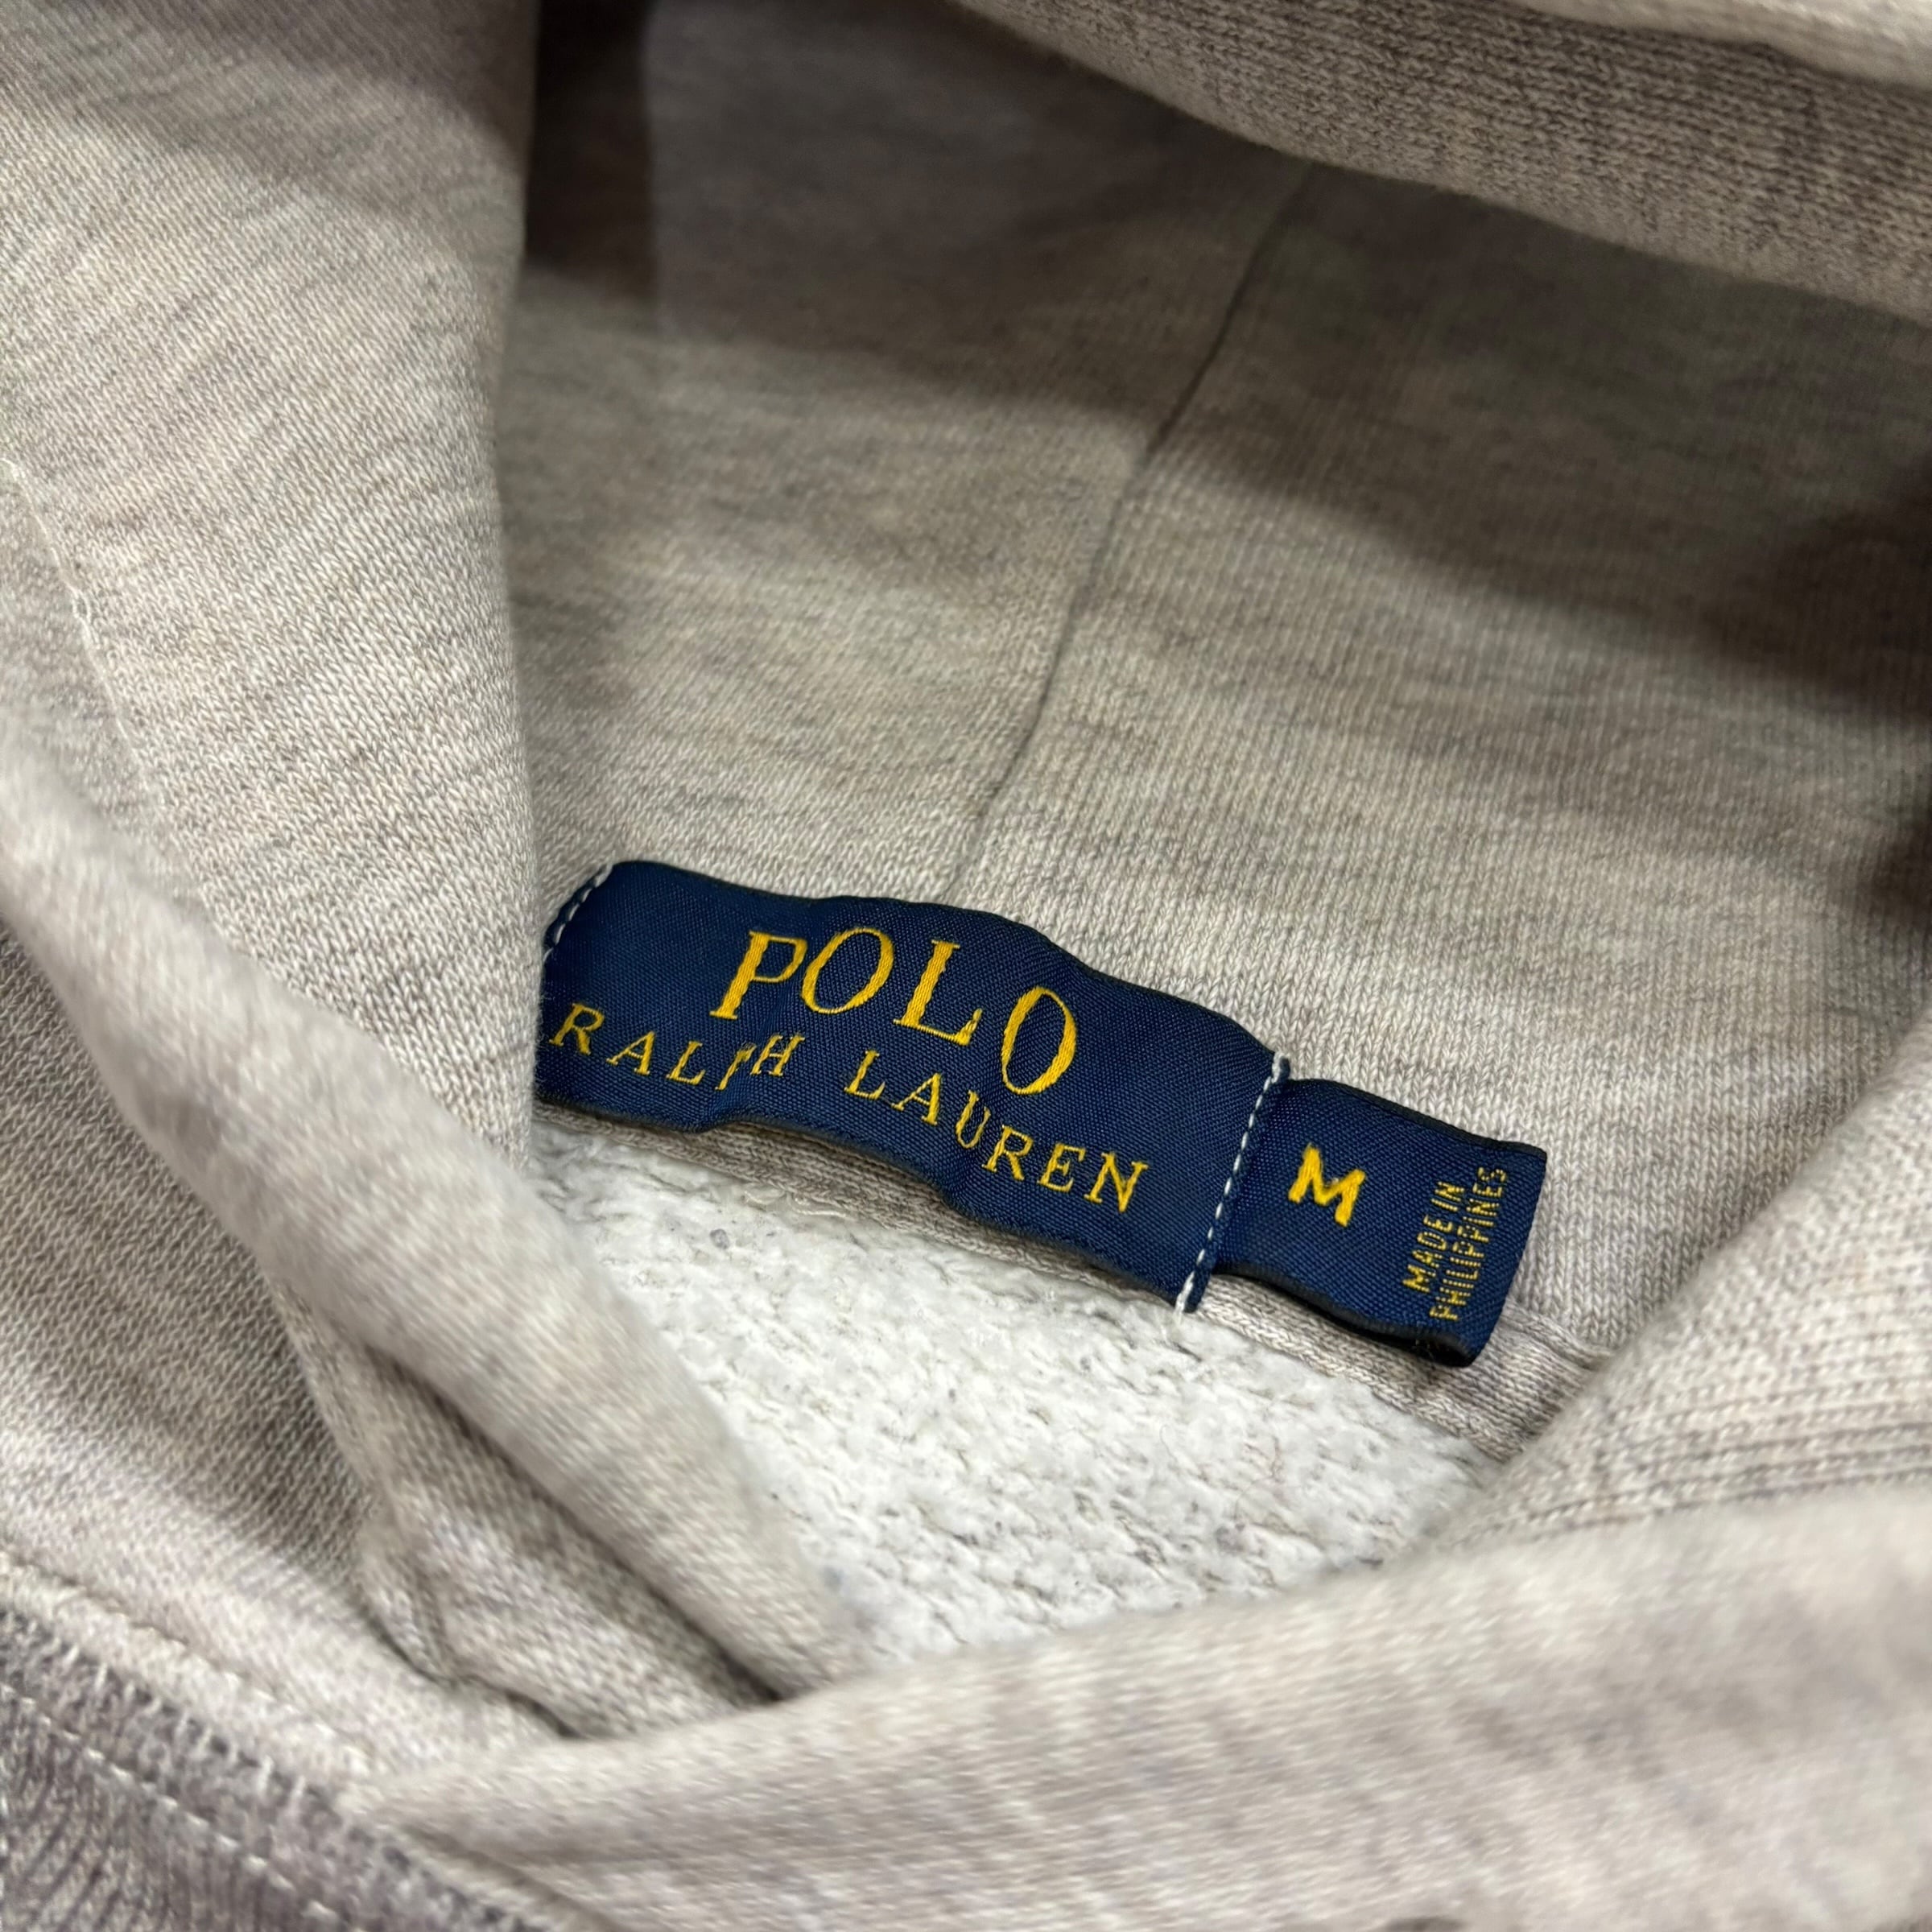 POLO
RALPH LAUREN
M
MADE IN
PHILIPPINES